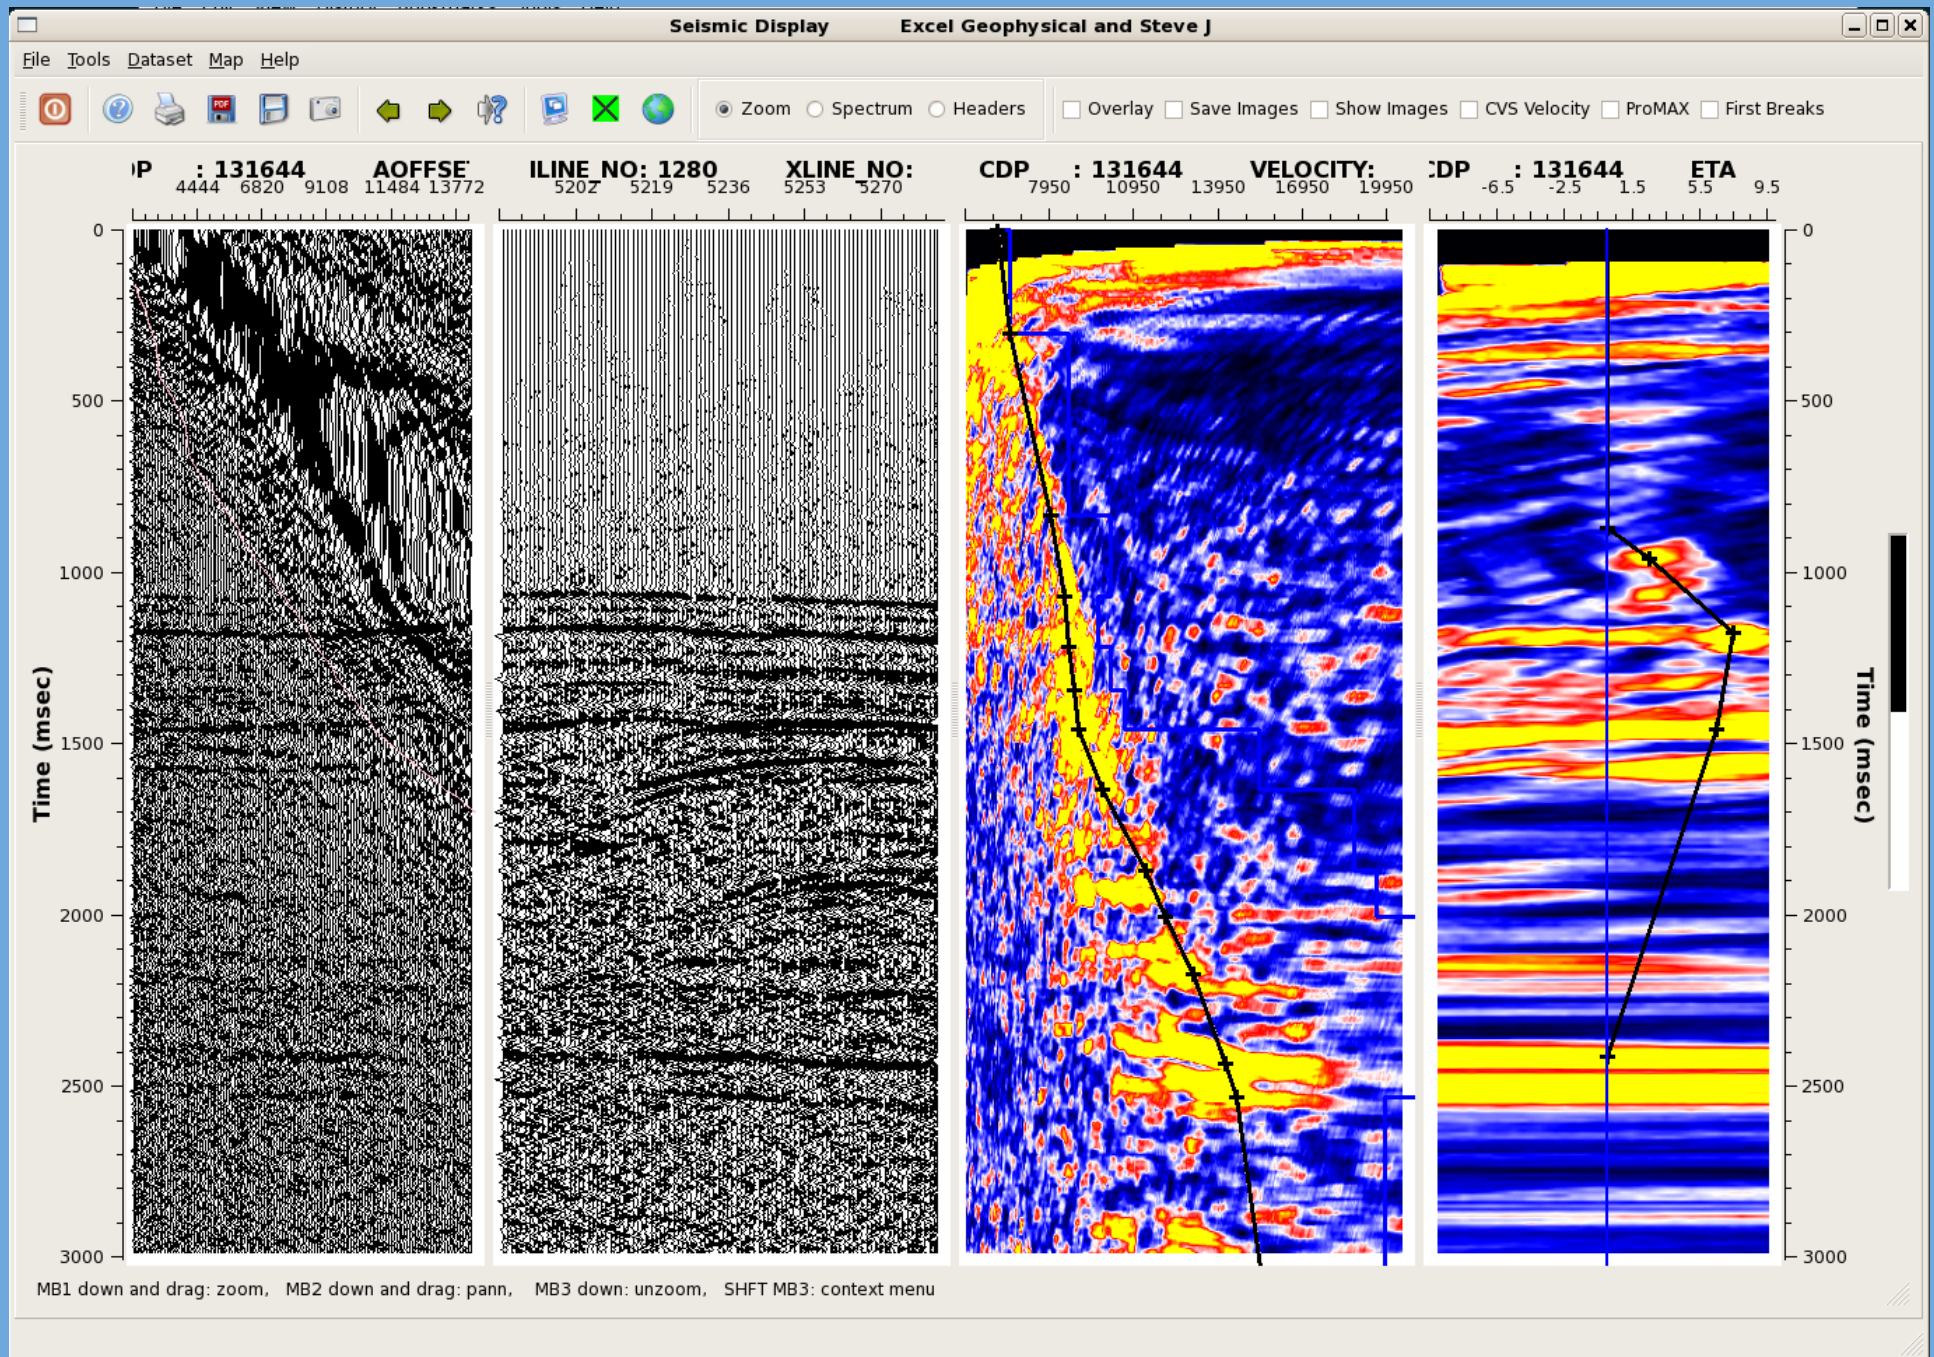 Seismic Display Excel Geophysical and Steve J
File Tools Dataset Map Help
PDF
Zoom Spectrum Headers Overlay Save Images Show Images CVS Velocity ProMAX First Breaks
: 131644 AOFFSE ILINE_NO: 1280 XLINE_NO: CDP : 131644 VELOCITY: CDP : 131644 ETA
4444 6820 9108 11484 13772 5202 5219 5236 5253 5270 7950 10950 13950 16950 19950 -6.5 -2.5 1.5 5.5 9.5
0 0
500 500
1000 1000
1500 1500
2000 2000
2500 2500
3000 3000
Time (msec)
Time (msec)
MB1 down and drag: zoom, MB2 down and drag: pann, MB3 down: unzoom, SHFT MB3: context menu